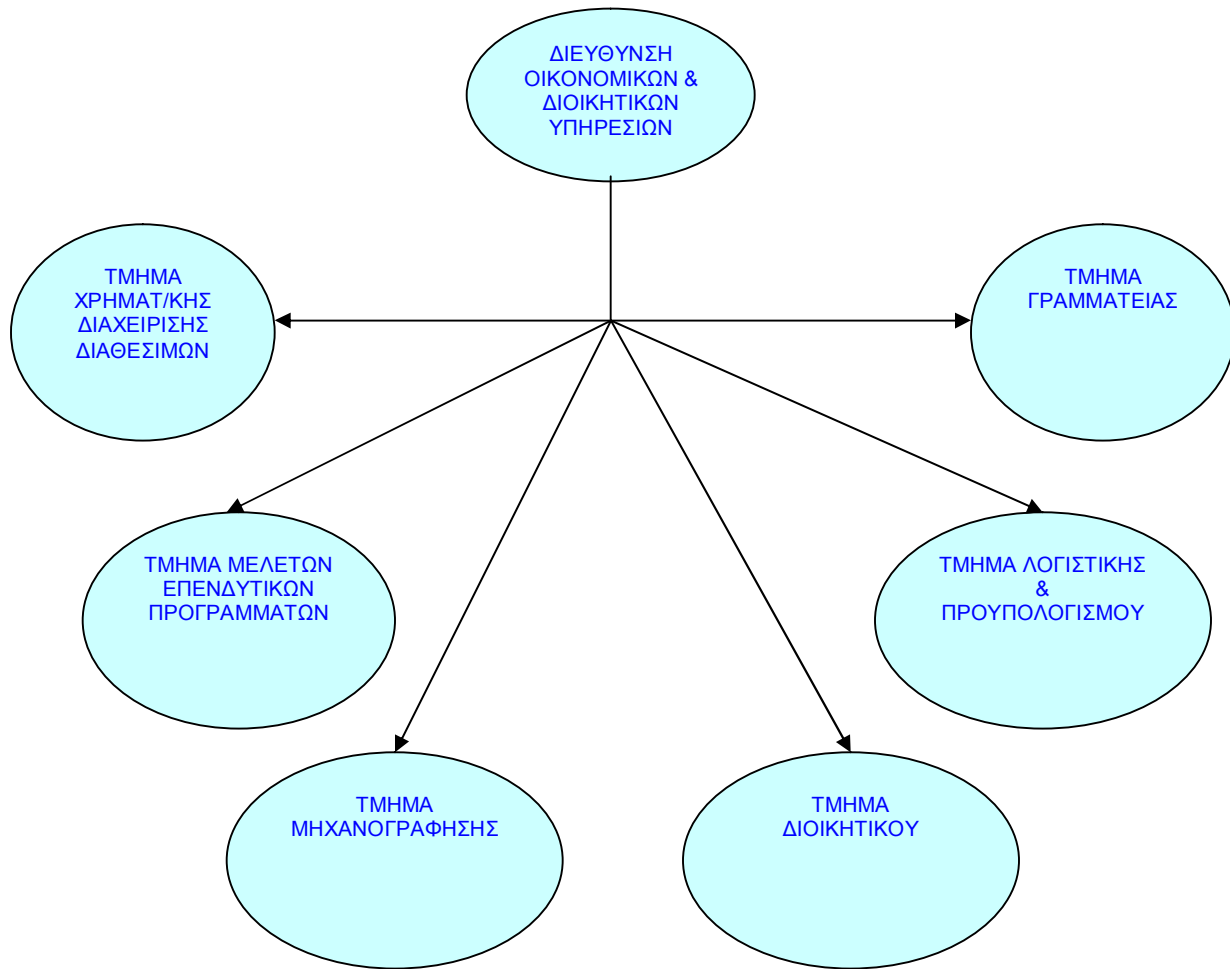 ΔΙΕΥΘΥΝΣΗ
ΟΙΚΟΝΟΜΙΚΩΝ &
ΔΙΟΙΚΗΤΙΚΩΝ
ΥΠΗΡΕΣΙΩΝ
ΤΜΗΜΑ
ΧΡΗΜΑΤ/ΚΗΣ
ΔΙΑΧΕΙΡΙΣΗΣ
ΔΙΑΘΕΣΙΜΩΝ
ΤΜΗΜΑ
ΓΡΑΜΜΑΤΕΙΑΣ
ΤΜΗΜΑ ΜΕΛΕΤΩΝ
ΕΠΕΝΔΥΤΙΚΩΝ
ΠΡΟΓΡΑΜΜΑΤΩΝ
ΤΜΗΜΑ ΛΟΓΙΣΤΙΚΗΣ
&
ΠΡΟΥΠΟΛΟΓΙΣΜΟΥ
ΤΜΗΜΑ
ΜΗΧΑΝΟΓΡΑΦΗΣΗΣ
ΤΜΗΜΑ
ΔΙΟΙΚΗΤΙΚΟΥ